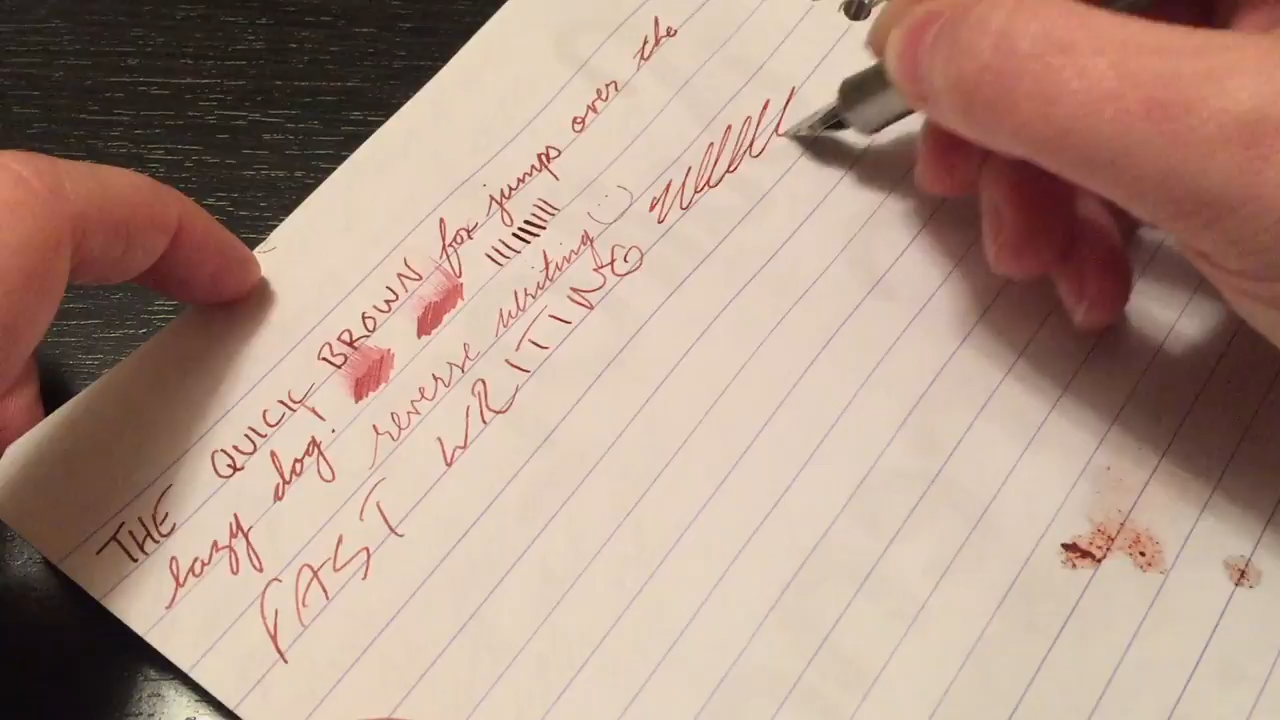 THE QUICK BROWN fox jumps over the
lazy dog. reverse writing :)
FAST WRITING